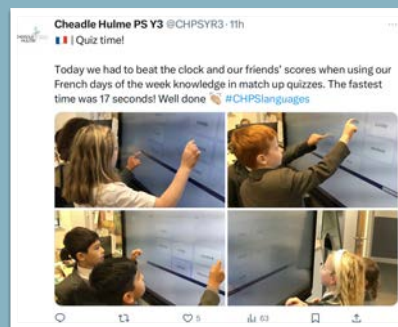 Cheadle Hulme PS Y3 @CHPSYR3 · 11h
🇫🇷 | Quiz time!
Today we had to beat the clock and our friends' scores when using our
French days of the week knowledge in match up quizzes. The fastest
time was 17 seconds! Well done 👏🏻 #CHPSlanguages
5
63